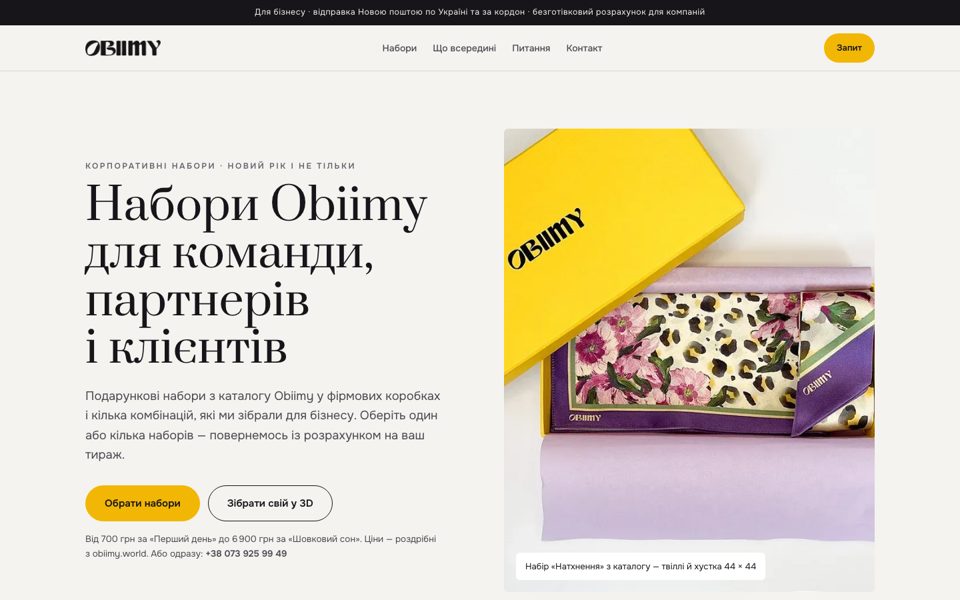 Для бізнесу · відправка Новою поштою по Україні та за кордон · безготівковий розрахунок для компаній
OBIIMY
Набори
Що всередині
Питання
Контакт
Запит
КОРПОРАТИВНІ НАБОРИ · НОВИЙ РІК І НЕ ТІЛЬКИ
Набори Obiimy
для команди,
партнерів
і клієнтів
Подарункові набори з каталогу Obiimy у фірмових коробках
і кілька комбінацій, які ми зібрали для бізнесу. Оберіть один
або кілька наборів — повернемось із розрахунком на ваш
тираж.
Обрати набори
Зібрати свій у 3D
Від 700 грн за «Перший день» до 6 900 грн за «Шовковий сон». Ціни — роздрібні
з obiimy.world. Або одразу: +38 073 925 99 49
OBIIMY
OBIIMY
OBIIMY
Набір «Натхнення» з каталогу — твіллі й хустка 44 × 44